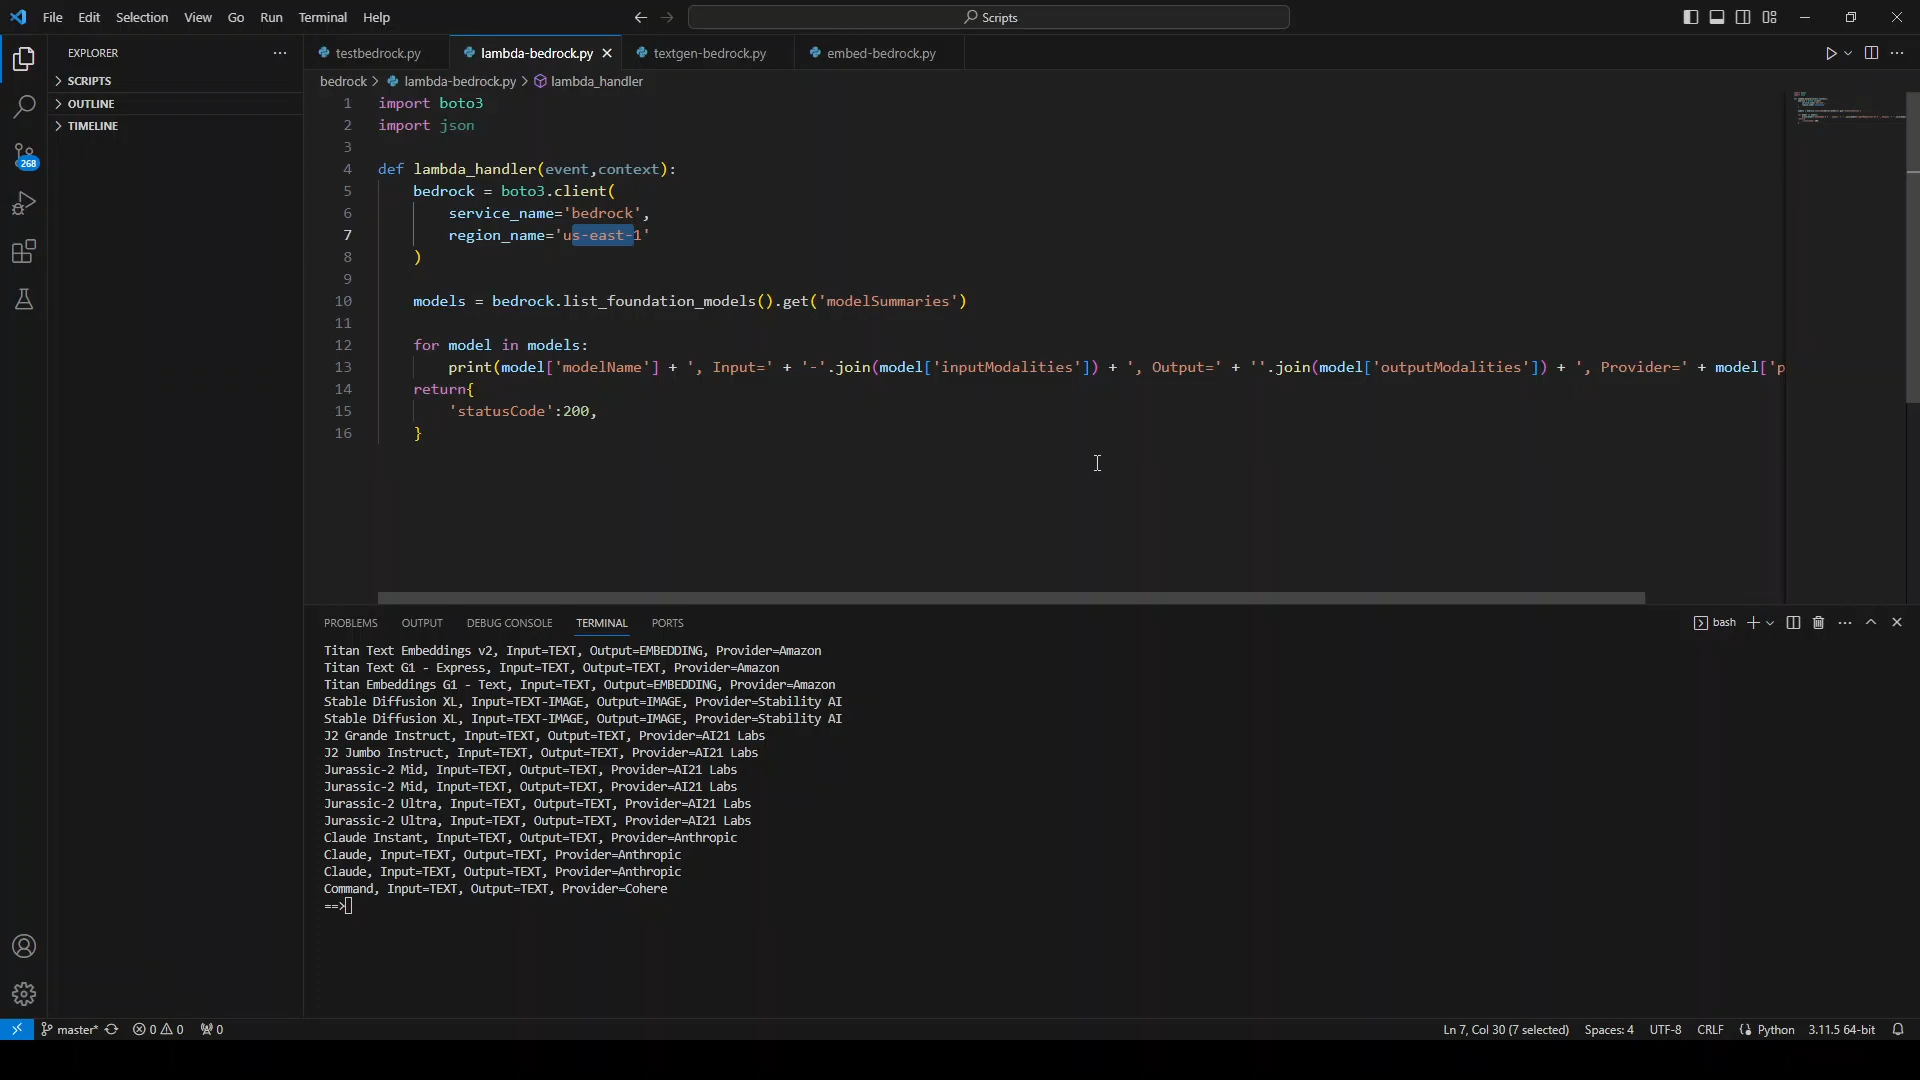 File Edit Selection View Go Run Terminal Help
Scripts
EXPLORER
SCRIPTS
OUTLINE
TIMELINE
268
testbedrock.py lambda-bedrock.py textgen-bedrock.py embed-bedrock.py
bedrock > lambda-bedrock.py > lambda_handler
1 import boto3
2 import json
3
4 def lambda_handler(event,context):
5 bedrock = boto3.client(
6 service_name='bedrock',
7 region_name='us-east-1'
8 )
9
10 models = bedrock.list_foundation_models().get('modelSummaries')
11
12 for model in models:
13 print(model['modelName'] + ', Input=' + '-'.join(model['inputModalities']) + ', Output=' + ''.join(model['outputModalities']) + ', Provider=' + model['p
14 return{
15 'statusCode':200,
16 }
PROBLEMS OUTPUT DEBUG CONSOLE TERMINAL PORTS
bash
Titan Text Embeddings v2, Input=TEXT, Output=EMBEDDING, Provider=Amazon
Titan Text G1 - Express, Input=TEXT, Output=TEXT, Provider=Amazon
Titan Embeddings G1 - Text, Input=TEXT, Output=EMBEDDING, Provider=Amazon
Stable Diffusion XL, Input=TEXT-IMAGE, Output=IMAGE, Provider=Stability AI
Stable Diffusion XL, Input=TEXT-IMAGE, Output=IMAGE, Provider=Stability AI
J2 Grande Instruct, Input=TEXT, Output=TEXT, Provider=AI21 Labs
J2 Jumbo Instruct, Input=TEXT, Output=TEXT, Provider=AI21 Labs
Jurassic-2 Mid, Input=TEXT, Output=TEXT, Provider=AI21 Labs
Jurassic-2 Mid, Input=TEXT, Output=TEXT, Provider=AI21 Labs
Jurassic-2 Ultra, Input=TEXT, Output=TEXT, Provider=AI21 Labs
Jurassic-2 Ultra, Input=TEXT, Output=TEXT, Provider=AI21 Labs
Claude Instant, Input=TEXT, Output=TEXT, Provider=Anthropic
Claude, Input=TEXT, Output=TEXT, Provider=Anthropic
Claude, Input=TEXT, Output=TEXT, Provider=Anthropic
Command, Input=TEXT, Output=TEXT, Provider=Cohere
==>
master* 0 0 0 Ln 7, Col 30 (7 selected) Spaces: 4 UTF-8 CRLF Python 3.11.5 64-bit